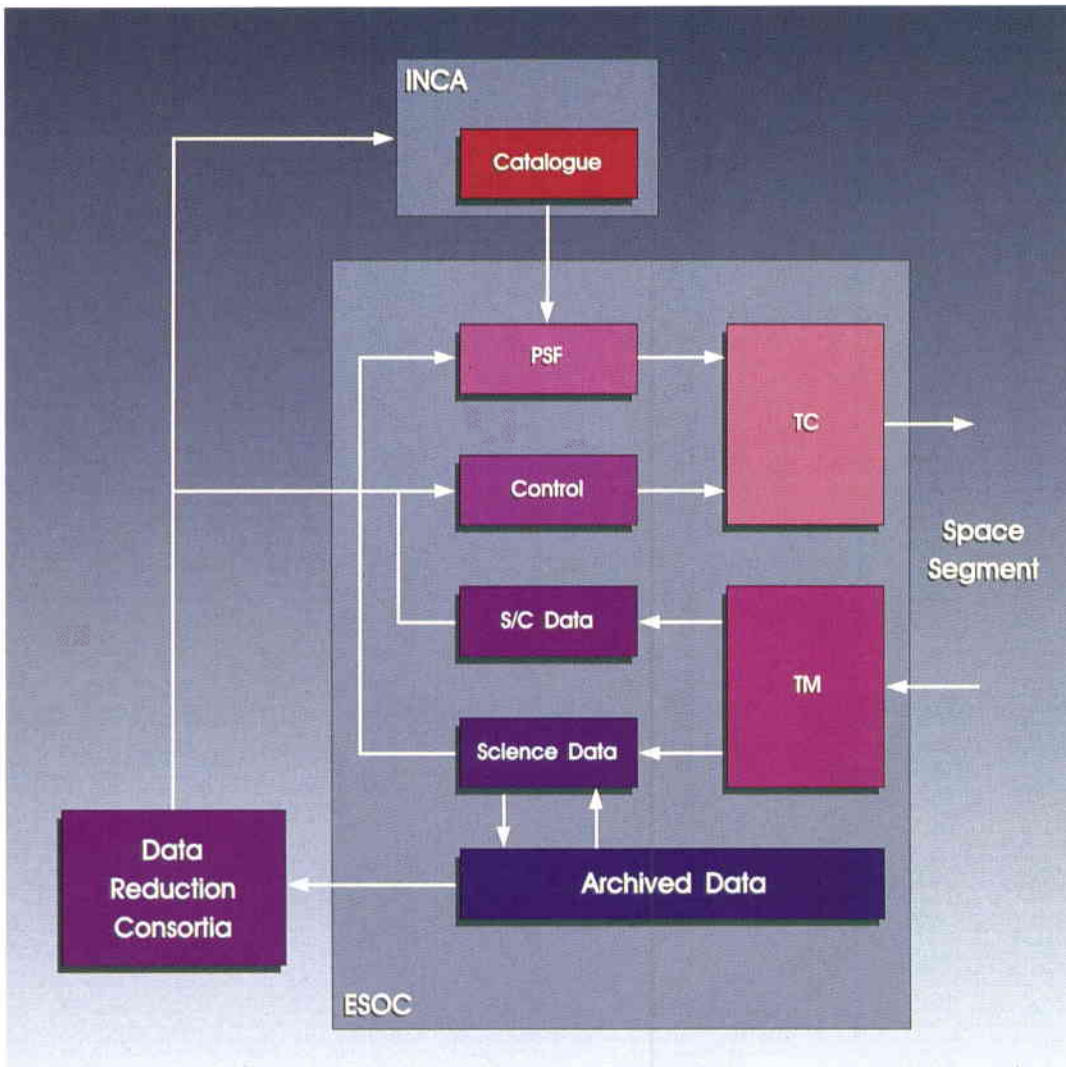 INCA
Catalogue
PSF
TC
Control
Space
Segment
S/C Data
TM
Science Data
Data
Reduction
Consortia
Archived Data
ESOC